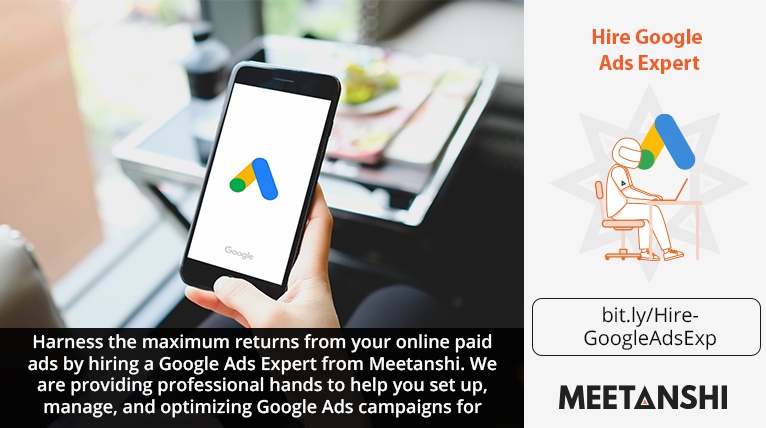 Hire Google
Ads Expert
Google
Harness the maximum returns from your online paid
ads by hiring a Google Ads Expert from Meetanshi. We
are providing professional hands to help you set up,
manage, and optimizing Google Ads campaigns for
bit.ly/Hire-
GoogleAdsExp
MEETANSHI